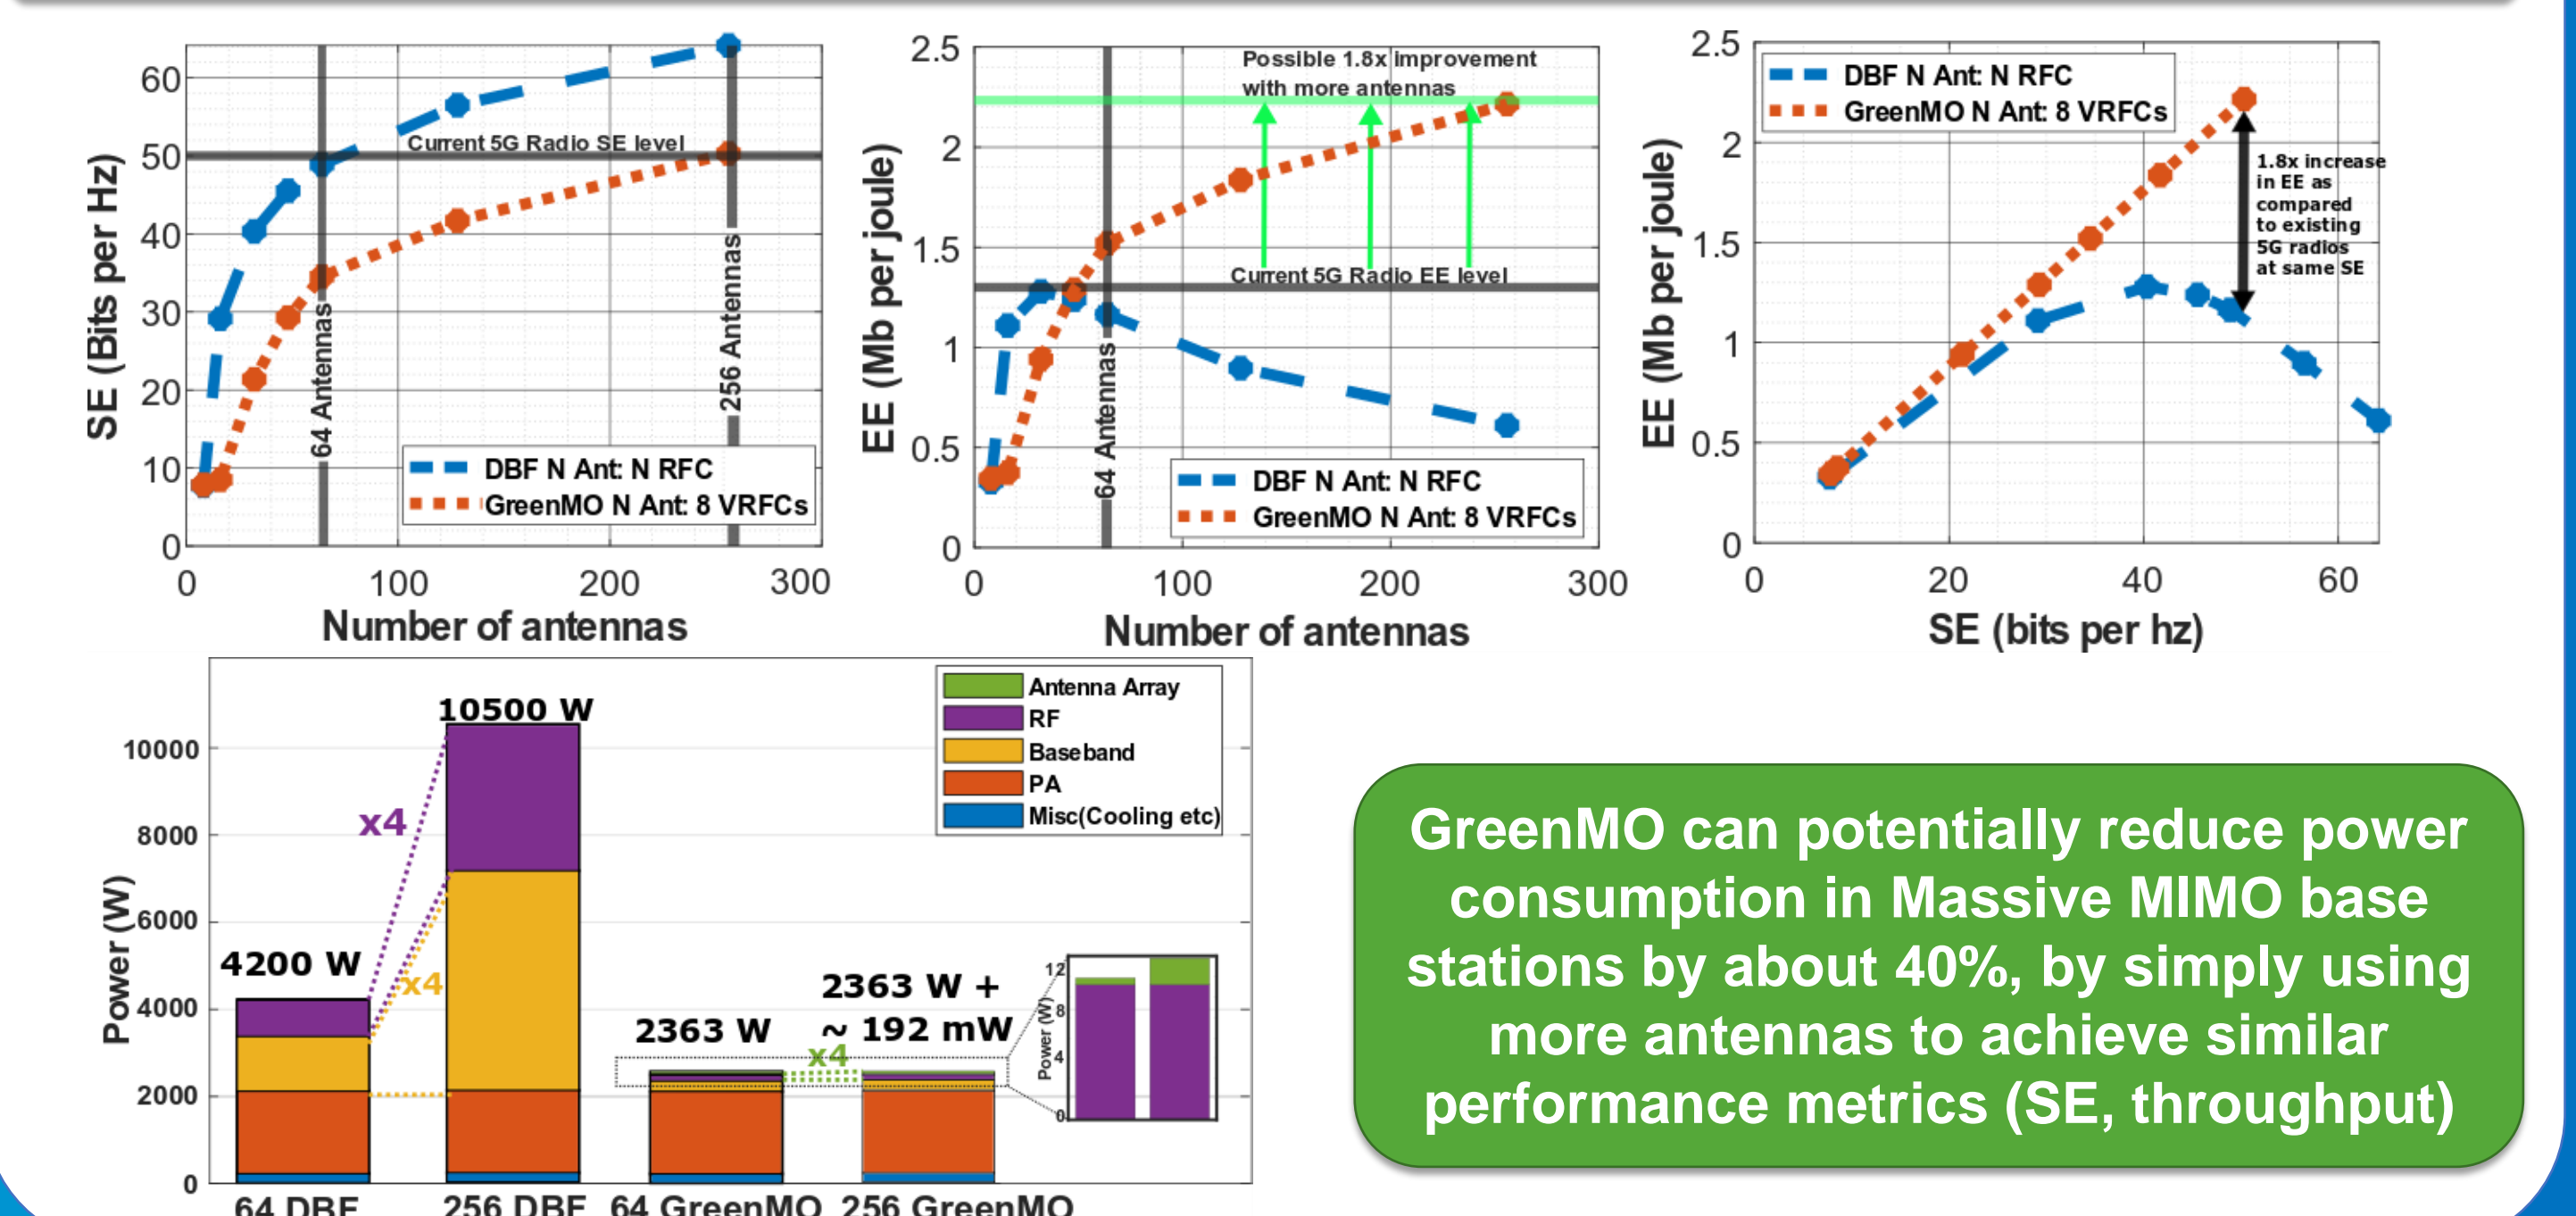 60
50
40
30
20
10
0
0
100
200
300
SE (Bits per Hz)
Number of antennas
Current 5G Radio SE level
64 Antennas
256 Antennas
DBF N Ant: N RFC
GreenMO N Ant: 8 VRFCs
2.5
2
1.5
1
0.5
0
0
100
200
300
EE (Mb per joule)
Number of antennas
Possible 1.8x improvement
with more antennas
Current 5G Radio EE level
64 Antennas
DBF N Ant: N RFC
GreenMO N Ant: 8 VRFCs
2.5
2
1.5
1
0.5
0
0
20
40
60
EE (Mb per joule)
SE (bits per hz)
DBF N Ant: N RFC
GreenMO N Ant: 8 VRFCs
1.8x increase
in EE as
compared
to existing
5G radios
at same SE
10000
8000
6000
4000
2000
0
Power (W)
4200 W
10500 W
2363 W
2363 W +
~ 192 mW
x4
x4
x4
Antenna Array
RF
Baseband
PA
Misc(Cooling etc)
12
8
4
0
Power (W)
64 DBF
256 DBF
64 GreenMO
256 GreenMO
GreenMO can potentially reduce power
consumption in Massive MIMO base
stations by about 40%, by simply using
more antennas to achieve similar
performance metrics (SE, throughput)